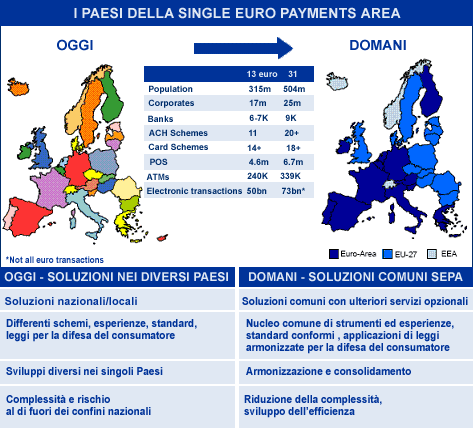 I PAESI DELLA SINGLE EURO PAYMENTS AREA
OGGI
DOMANI
13 euro 31
Population 315m 504m
Corporates 17m 25m
Banks 6-7K 9K
ACH Schemes 11 20+
Card Schemes 14+ 18+
POS 4.6m 6.7m
ATMs 240K 339K
Electronic transactions 50bn 73bn*
*Not all euro transactions
Euro-Area EU-27 EEA
OGGI - SOLUZIONI NEI DIVERSI PAESI
DOMANI - SOLUZIONI COMUNI SEPA
Soluzioni nazionali/locali
Soluzioni comuni con ulteriori servizi opzionali
Differenti schemi, esperienze, standard,
leggi per la difesa del consumatore
Nucleo comune di strumenti ed esperienze,
standard conformi , applicazioni di leggi
armonizzate per la difesa del consumatore
Sviluppi diversi nei singoli Paesi
Armonizzazione e consolidamento
Complessità e rischio
al di fuori dei confini nazionali
Riduzione della complessità,
sviluppo dell'efficienza